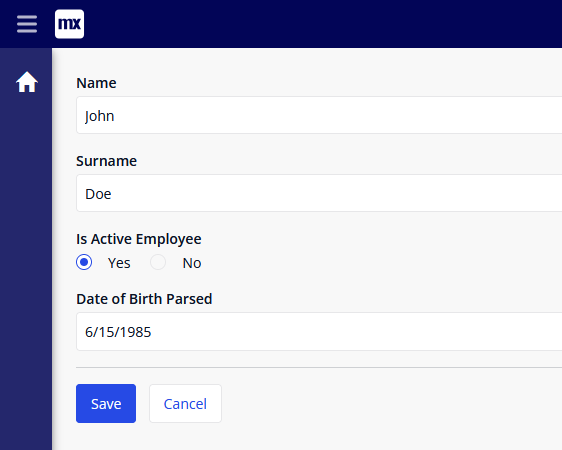 mx
Name
John
Surname
Doe
Is Active Employee
Yes No
Date of Birth Parsed
6/15/1985
Save Cancel